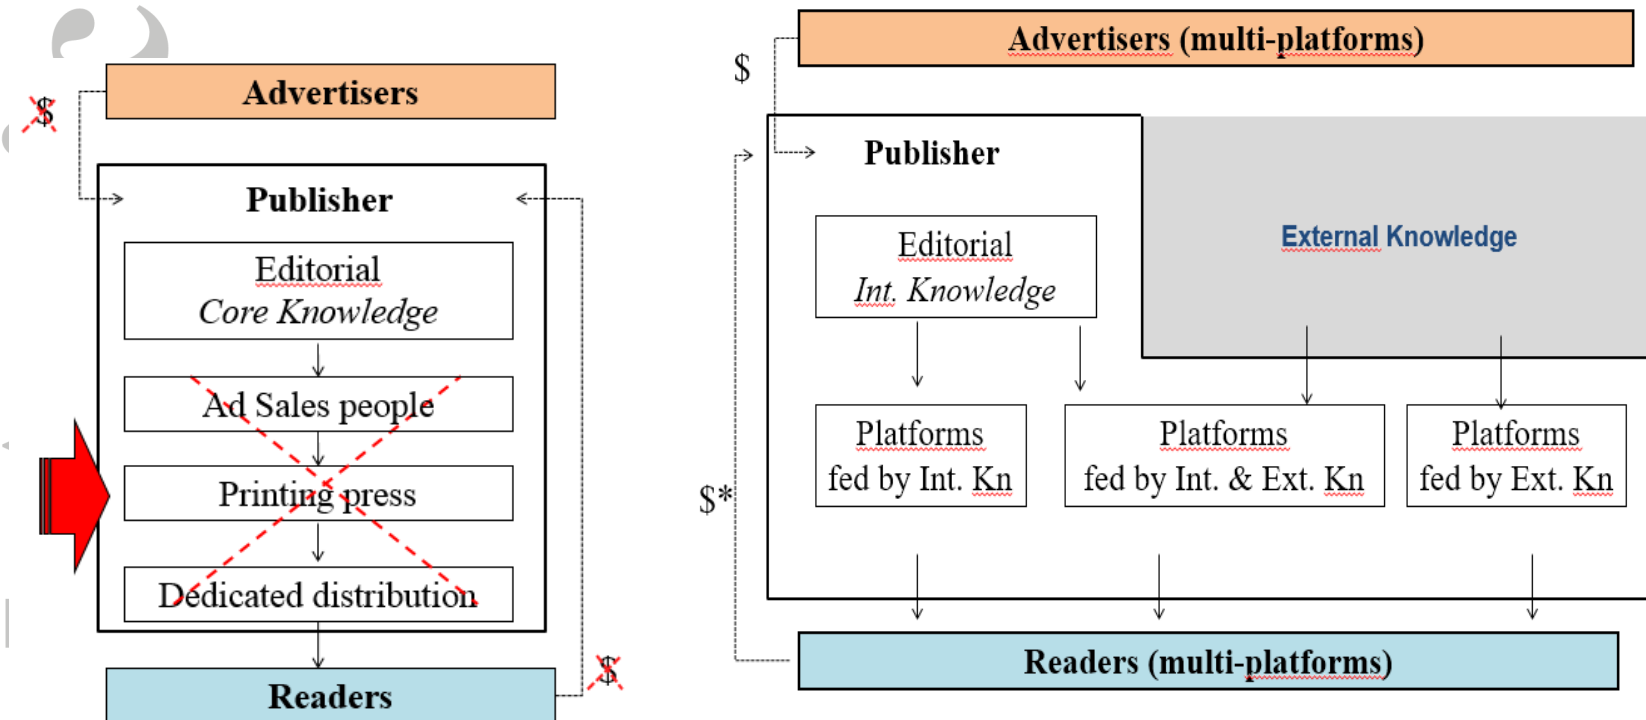 Advertisers
$
Publisher
Editorial
Core Knowledge
Ad Sales people
Printing press
Dedicated distribution
Readers
$
Advertisers (multi-platforms)
$
Publisher
External Knowledge
Editorial
Int. Knowledge
Platforms
fed by Int. Kn
Platforms
fed by Int. & Ext. Kn
Platforms
fed by Ext. Kn
$*
Readers (multi-platforms)